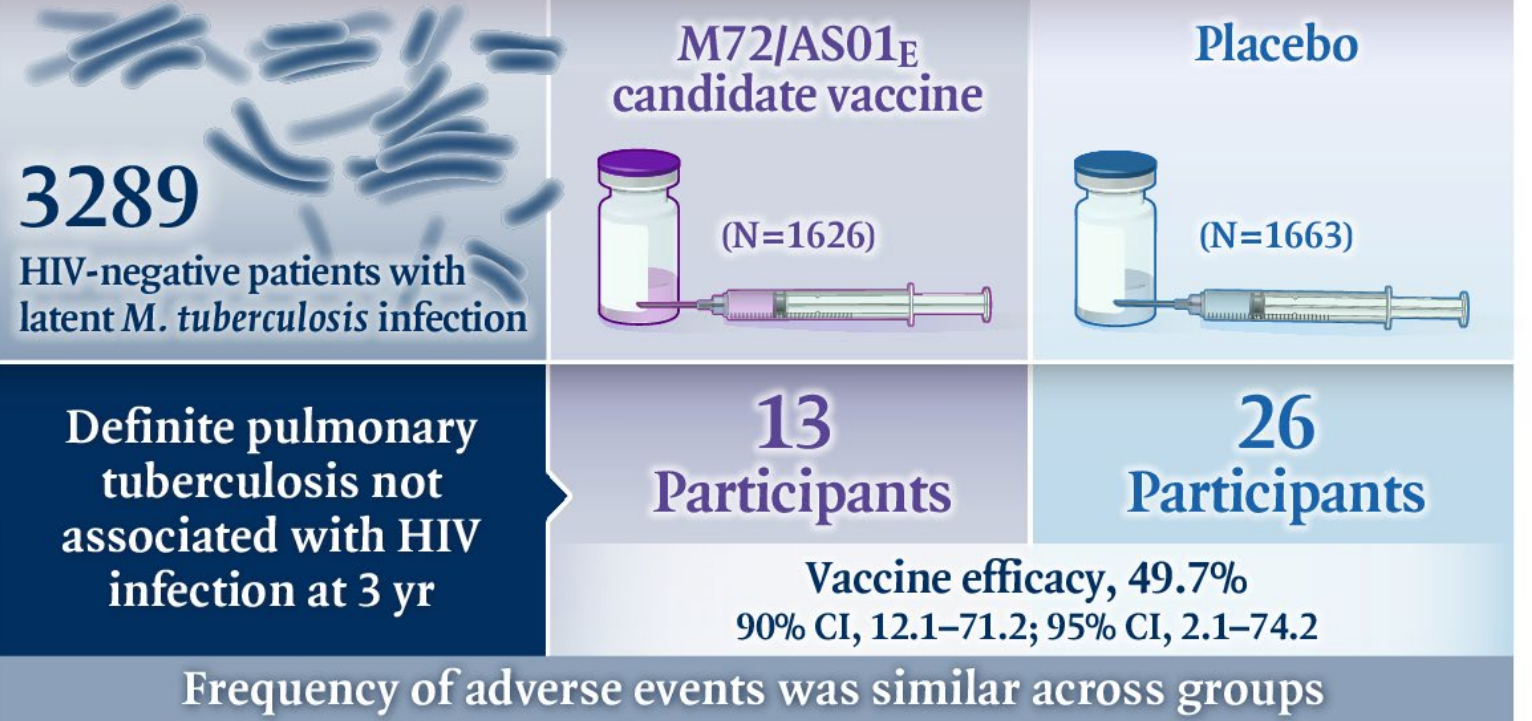 3289
HIV-negative patients with
latent M. tuberculosis infection
M72/AS01E
candidate vaccine
(N=1626)
Placebo
(N=1663)
Definite pulmonary
tuberculosis not
associated with HIV
infection at 3 yr
13
Participants
26
Participants
Vaccine efficacy, 49.7%
90% CI, 12.1–71.2; 95% CI, 2.1–74.2
Frequency of adverse events was similar across groups